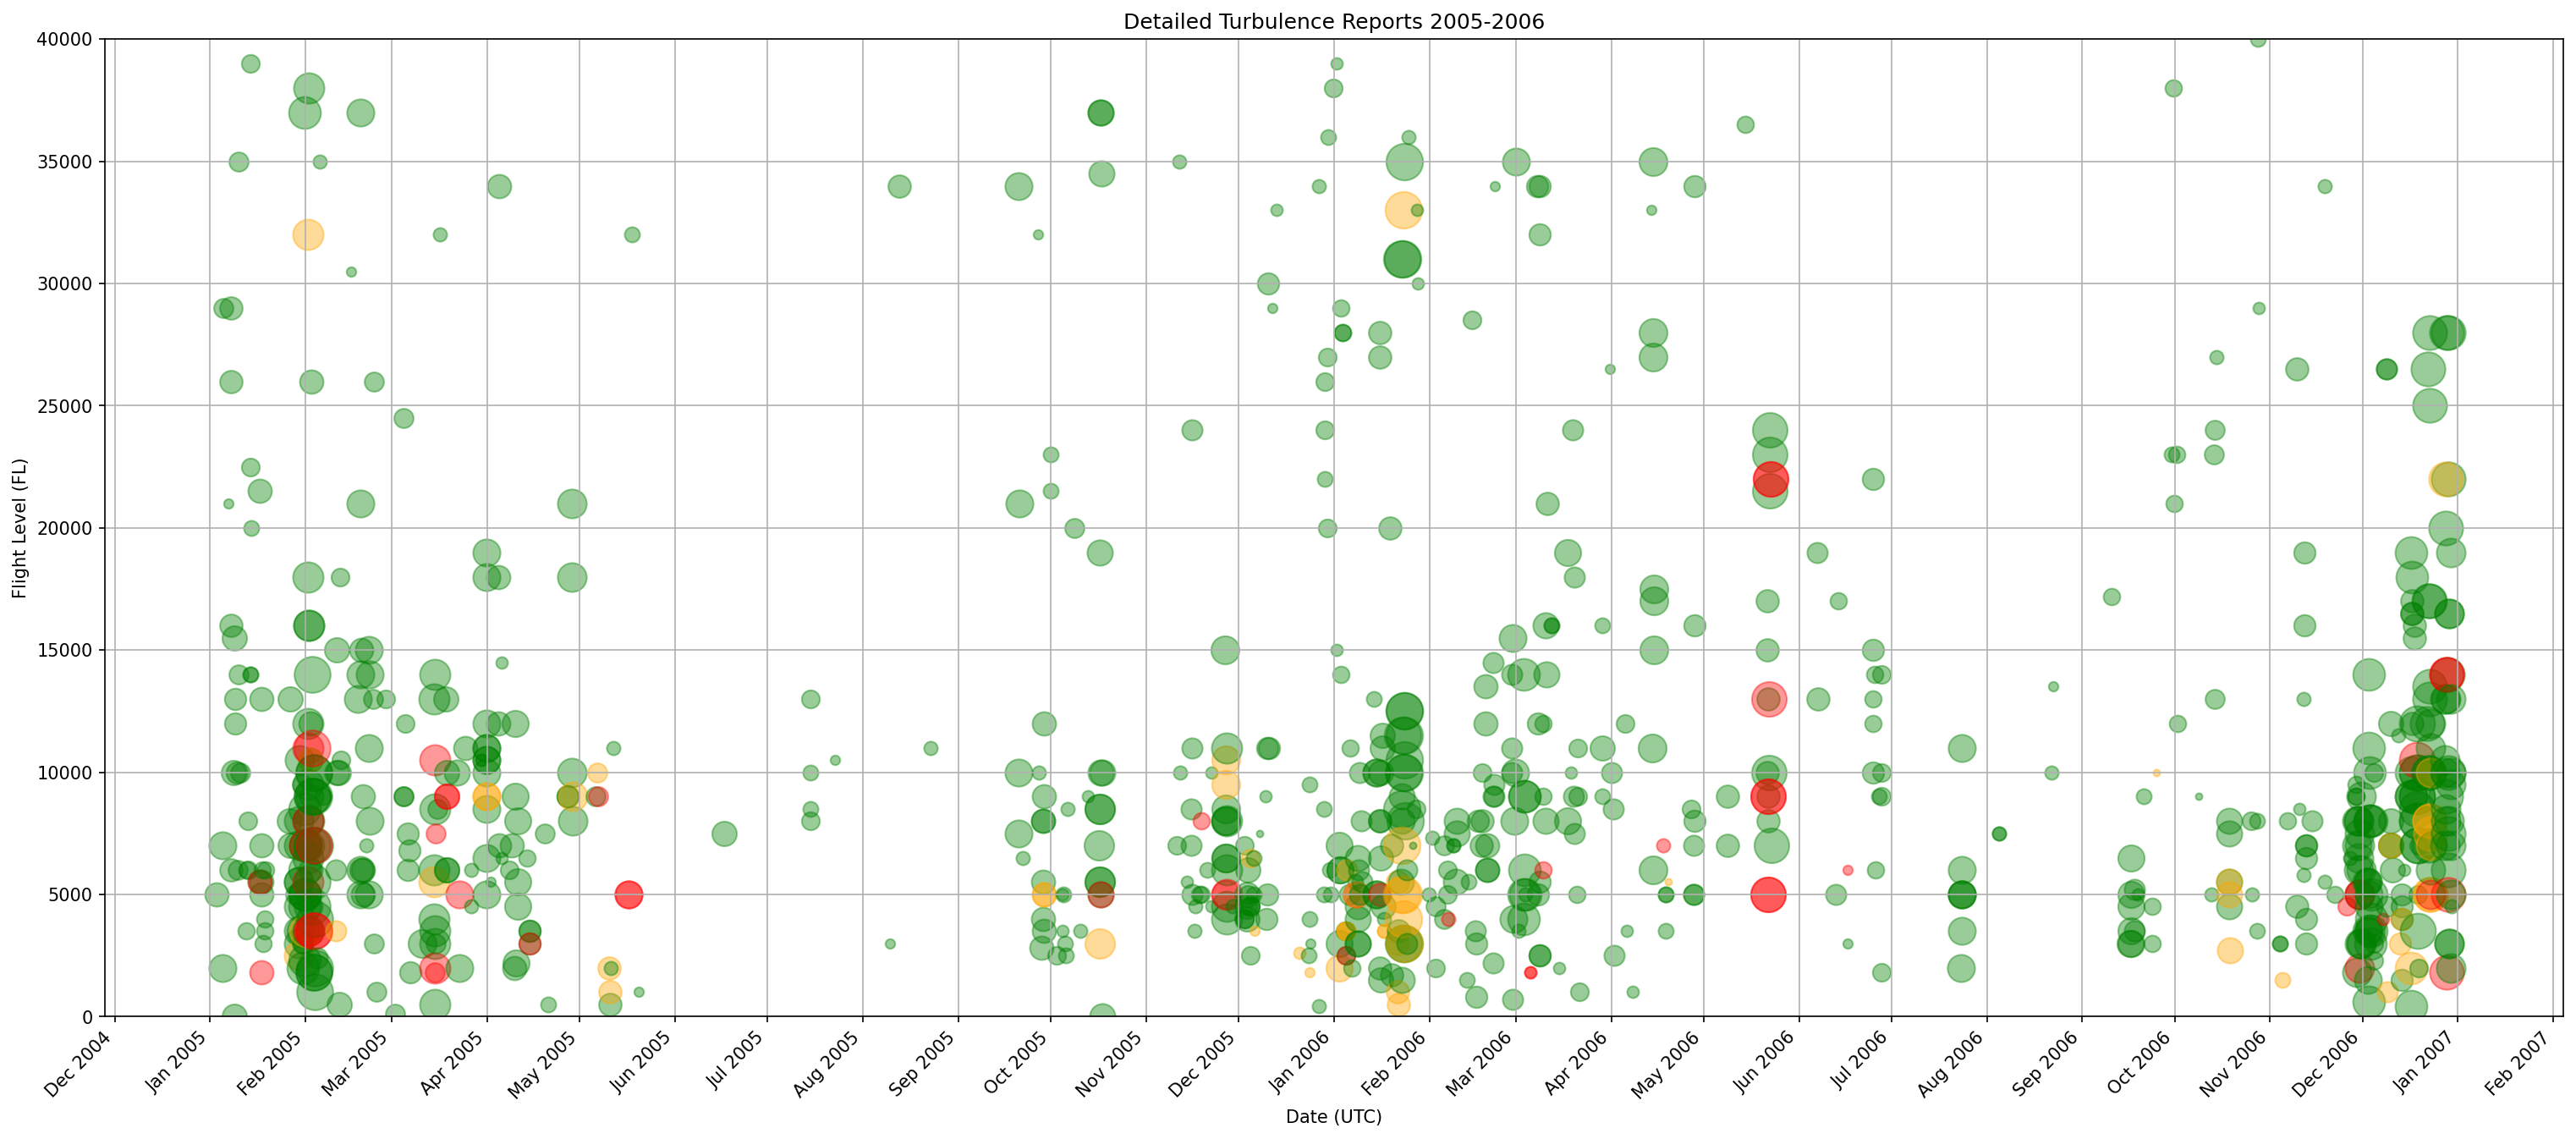 Detailed Turbulence Reports 2005-2006
Flight Level (FL)
40000
35000
30000
25000
20000
15000
10000
5000
0
Dec 2004
Jan 2005
Feb 2005
Mar 2005
Apr 2005
May 2005
Jun 2005
Jul 2005
Aug 2005
Sep 2005
Oct 2005
Nov 2005
Dec 2005
Jan 2006
Feb 2006
Mar 2006
Apr 2006
May 2006
Jun 2006
Jul 2006
Aug 2006
Sep 2006
Oct 2006
Nov 2006
Dec 2006
Jan 2007
Feb 2007
Date (UTC)